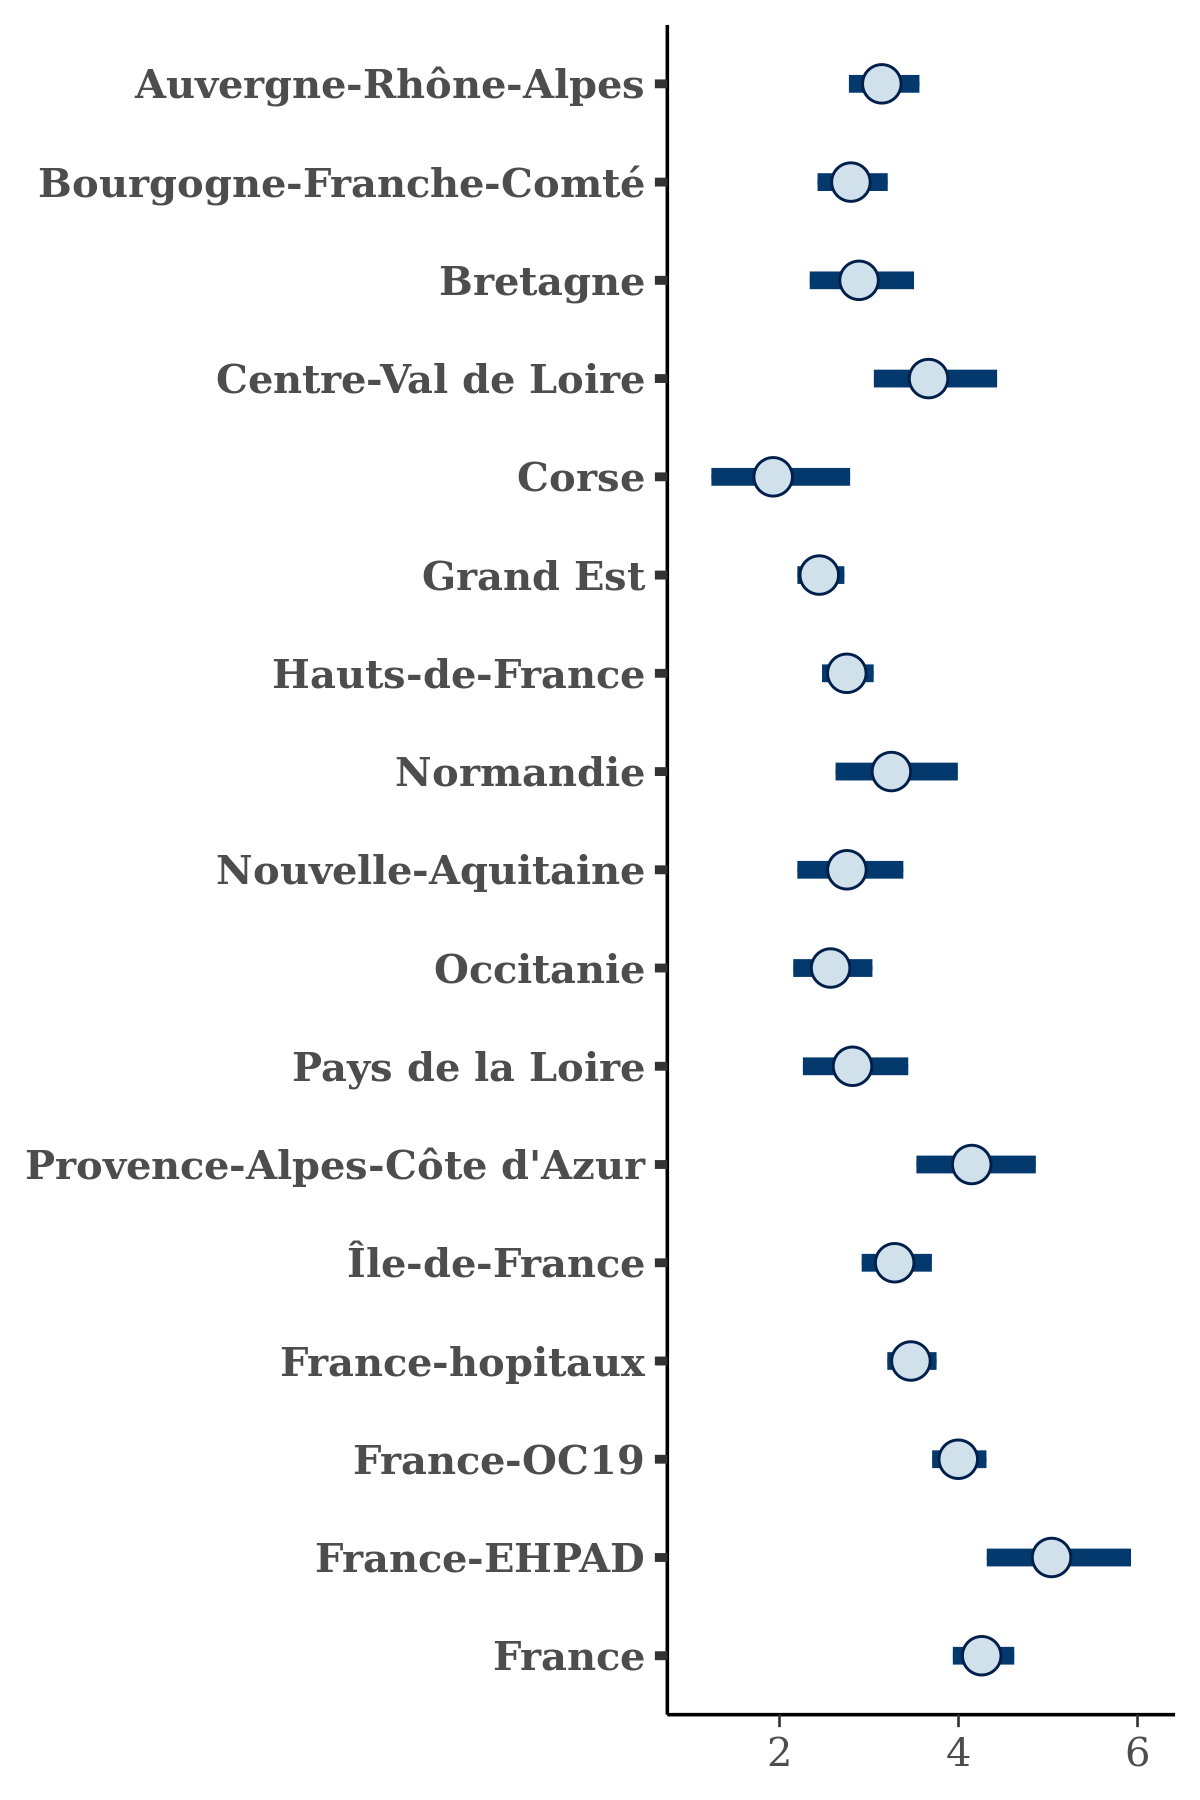 Auvergne-Rhône-Alpes
Bourgogne-Franche-Comté
Bretagne
Centre-Val de Loire
Corse
Grand Est
Hauts-de-France
Normandie
Nouvelle-Aquitaine
Occitanie
Pays de la Loire
Provence-Alpes-Côte d'Azur
Île-de-France
France-hopitaux
France-OC19
France-EHPAD
France
2 4 6